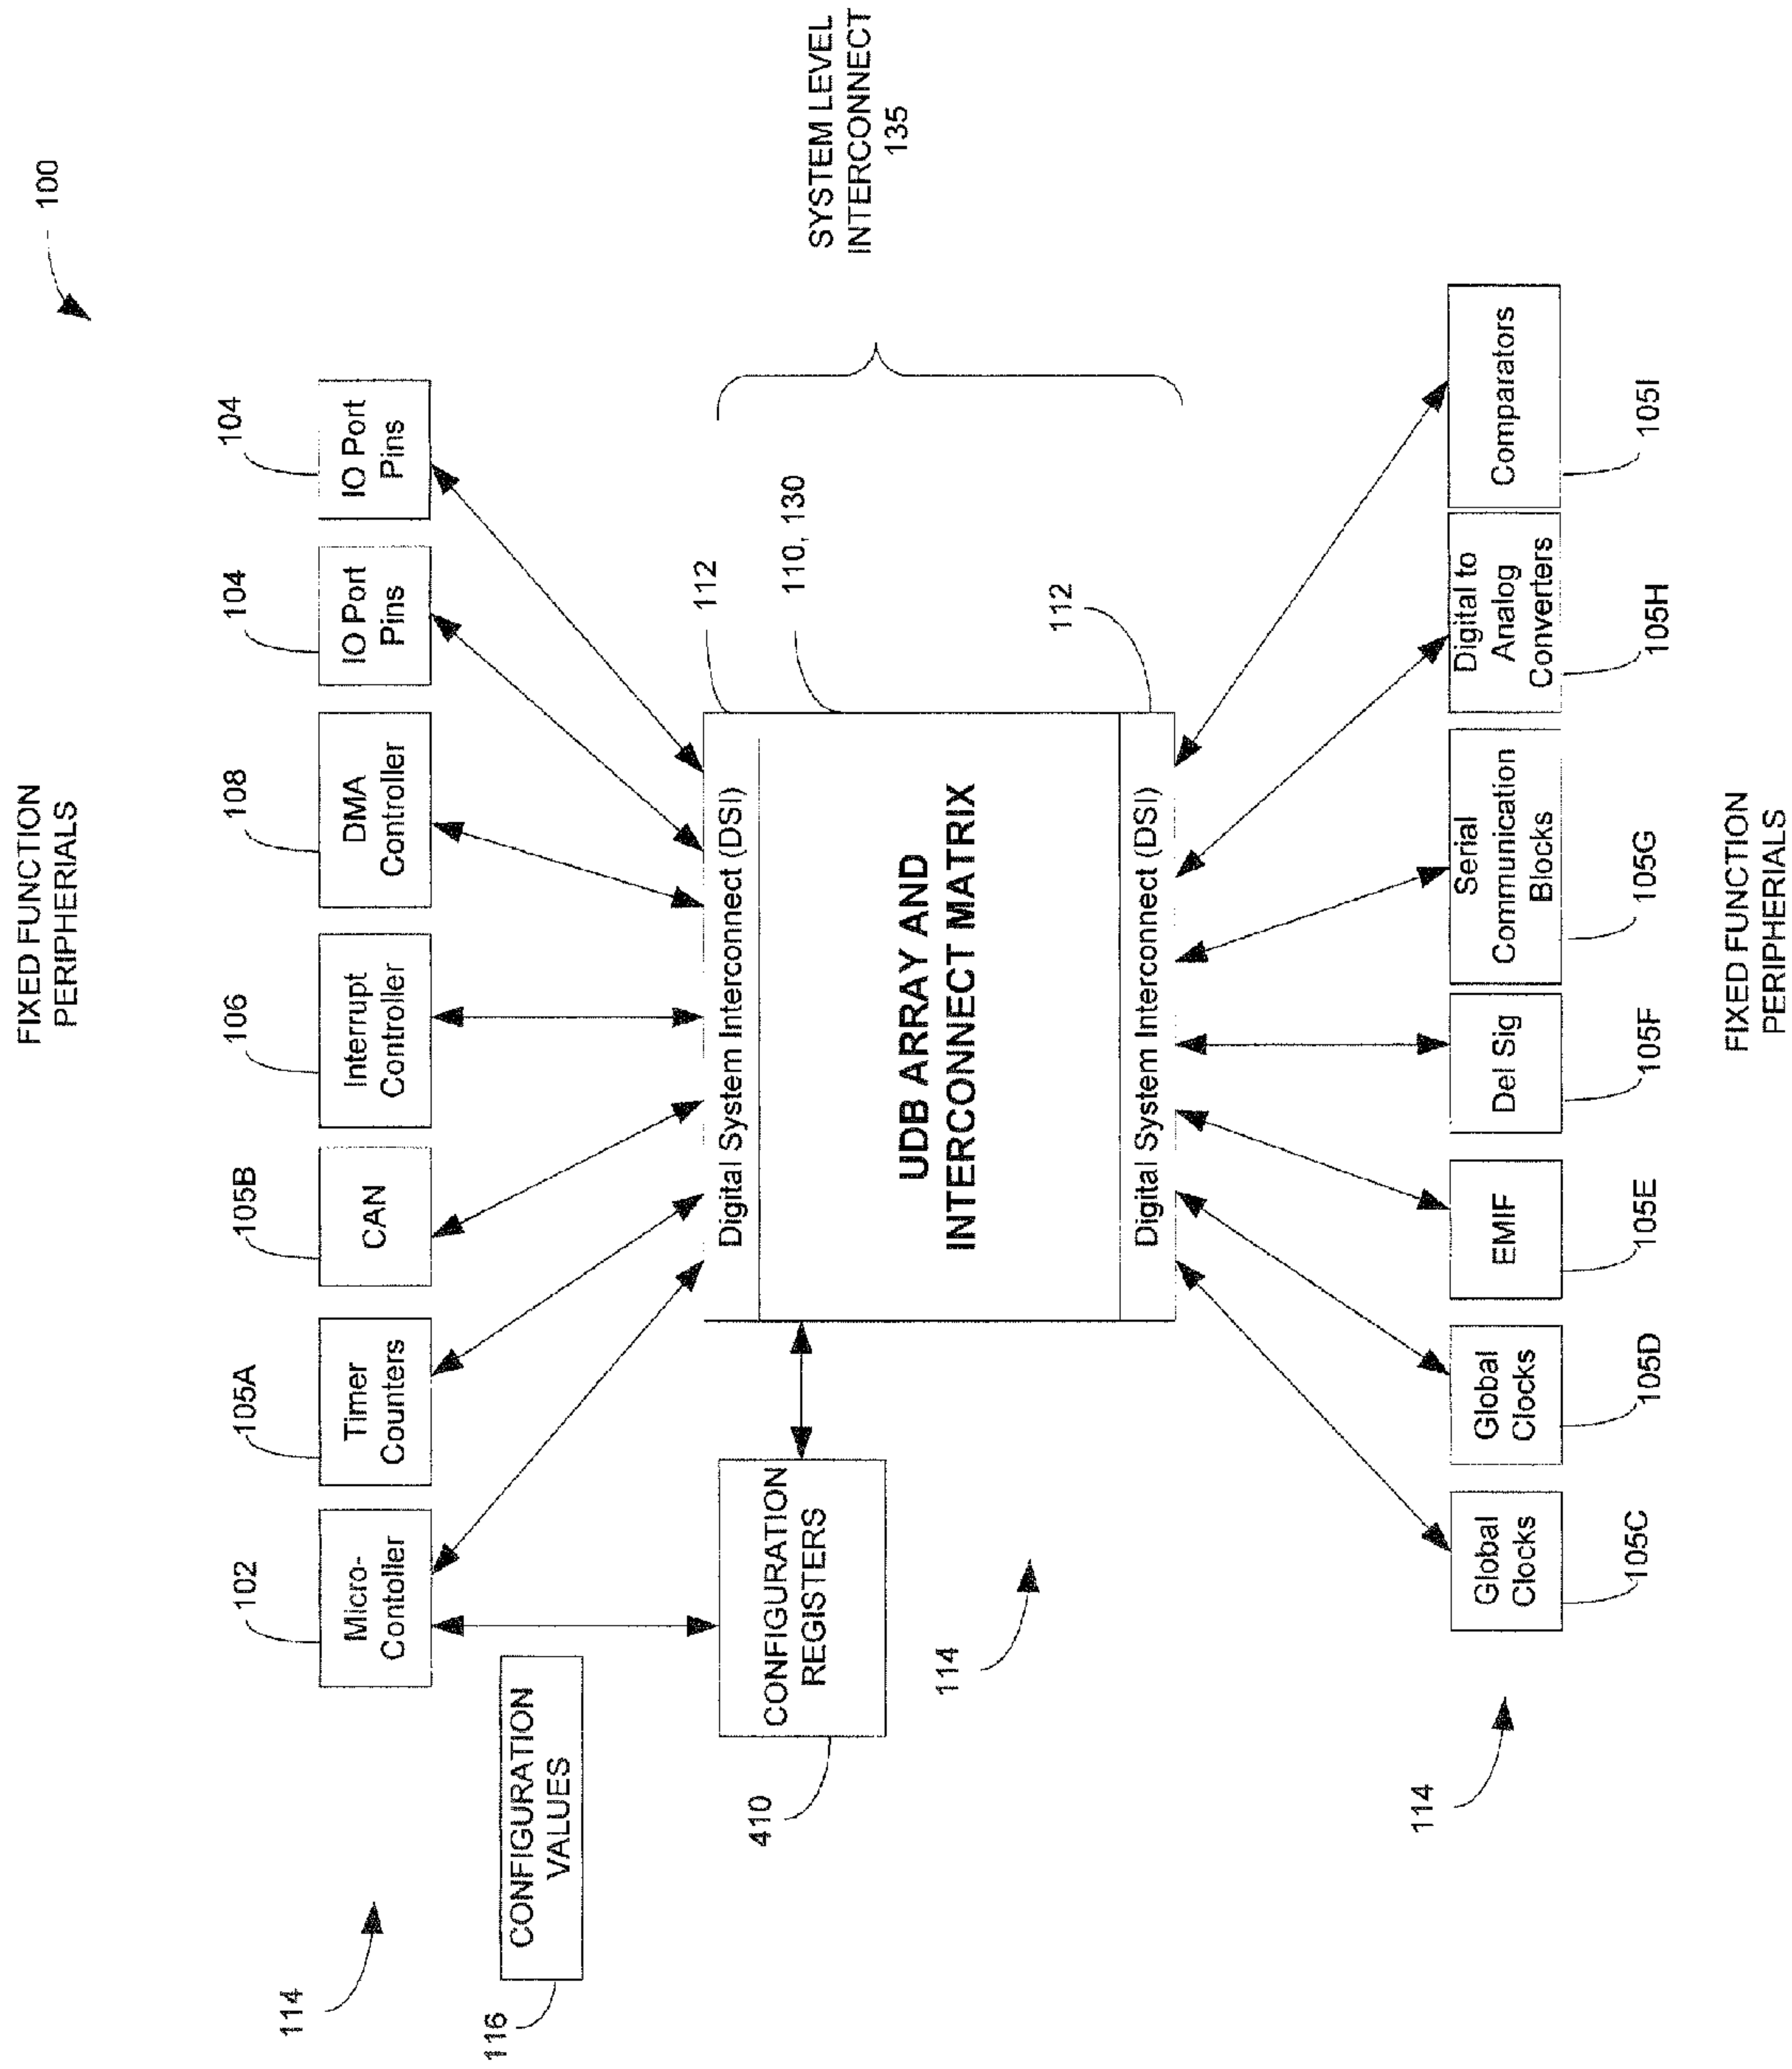 FIXED FUNCTION
PERIPHERIALS
100
102
105A
105B
106
108
104
104
Micro-
Contoller
Timer
Counters
CAN
Interrupt
Controller
DMA
Controller
IO Port
Pins
IO Port
Pins
114
CONFIGURATION
VALUES
116
CONFIGURATION
REGISTERS
410
Digital System Interconnect (DSI)
112
UDB ARRAY AND
INTERCONNECT MATRIX
110, 130
Digital System Interconnect (DSI)
112
SYSTEM LEVEL
INTERCONNECT
135
114
114
Global
Clocks
Global
Clocks
EMIF
Del Sig
Serial
Communication
Blocks
Digital to
Analog
Converters
Comparators
105C
105D
105E
105F
105G
105H
105I
FIXED FUNCTION
PERIPHERIALS